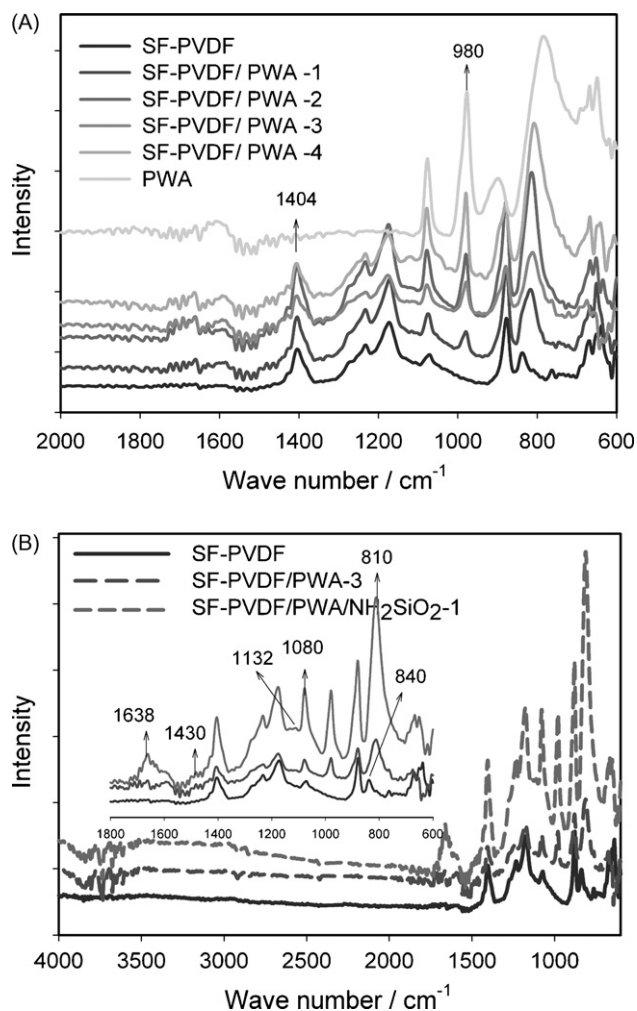 (A)
SF-PVDF
SF-PVDF/ PWA -1
SF-PVDF/ PWA -2
SF-PVDF/ PWA -3
SF-PVDF/ PWA -4
PWA
980
1404
Intensity
2000 1800 1600 1400 1200 1000 800 600
Wave number / cm⁻¹
(B)
SF-PVDF
SF-PVDF/PWA-3
SF-PVDF/PWA/NH₂SiO₂-1
810
1132 1080
840
1638
1430
1800 1600 1400 1200 1000 800 600
Intensity
4000 3500 3000 2500 2000 1500 1000
Wave number / cm⁻¹